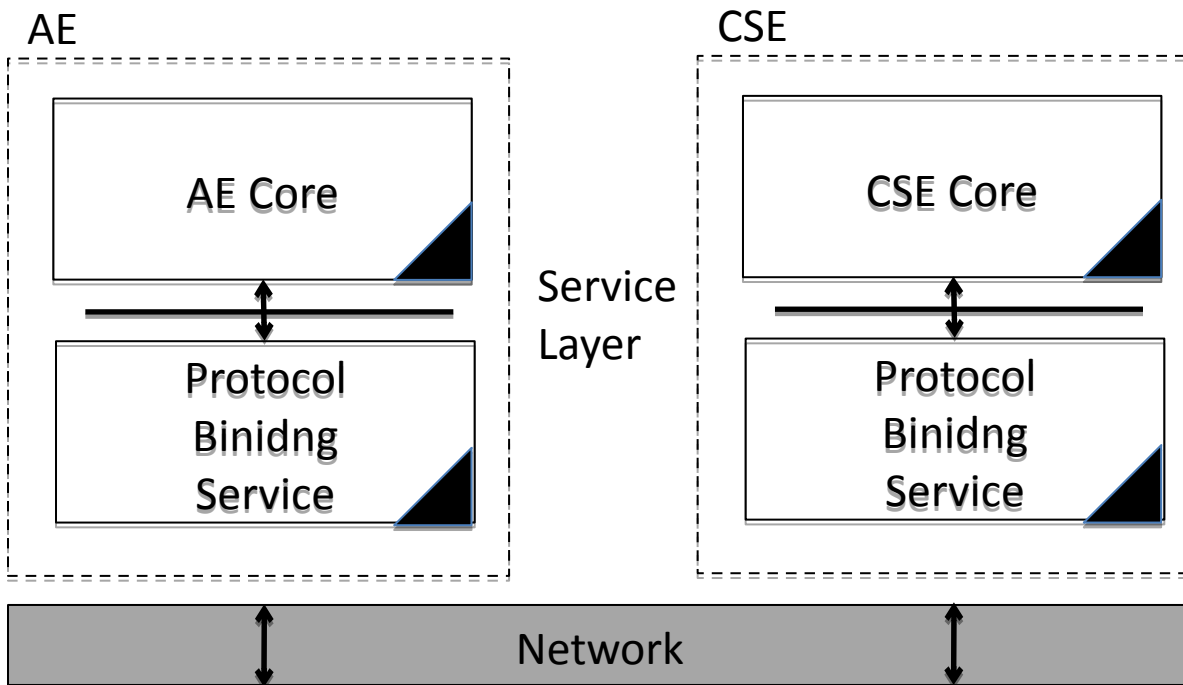 AE
CSE
AE Core
CSE Core
Service
Layer
Protocol
Binidng
Service
Protocol
Binidng
Service
Network